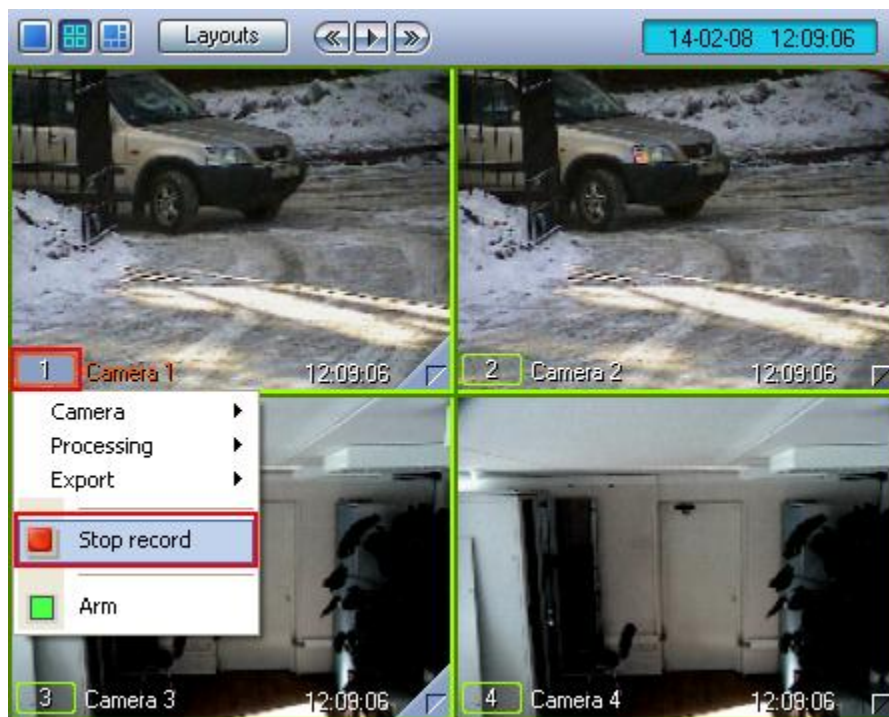 Layouts 14-02-08 12:09:06
1 Camera 1 12:09:06 2 Camera 2 12:09:06
Camera
Processing
Export
Stop record
Arm
3 Camera 3 12:09:06 4 Camera 4 12:09:06